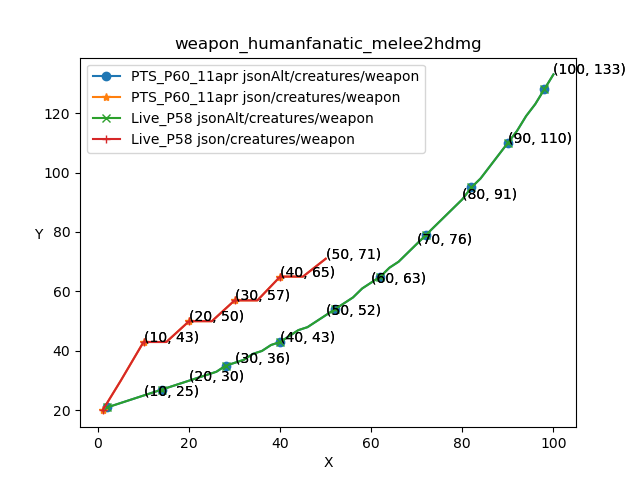 weapon_humanfanatic_melee2hdmg
PTS_P60_11apr jsonAlt/creatures/weapon
PTS_P60_11apr json/creatures/weapon
Live_P58 jsonAlt/creatures/weapon
Live_P58 json/creatures/weapon
(100, 133)
(90, 110)
(80, 91)
(70, 76)
(60, 63)
(50, 52)
(40, 43)
(30, 36)
(20, 30)
(10, 25)
(50, 71)
(40, 65)
(30, 57)
(20, 50)
(10, 43)
Y
120
100
80
60
40
20
0 20 40 60 80 100
X